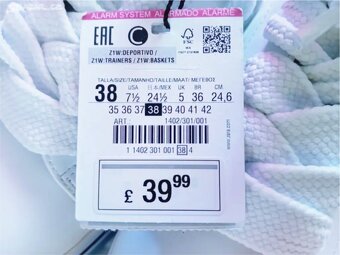 ALARM SYSTEM ALARMADO ALARME
EAC C FSC
Z1W:DEPORTIVO /
Z1W:TRAINERS / Z1W:BASKETS
TALLA/SIZE/TAMANHO/TAILLE/MAAT/ ΜΕΓΕΘΟΣ
USA MEX UK BR CM
38 7½ 24½ 5 36 24,6
35 36 37 38 39 40 41 42
ART : 1402/301/001
1 1402 301 001 38 4
£ 39.99